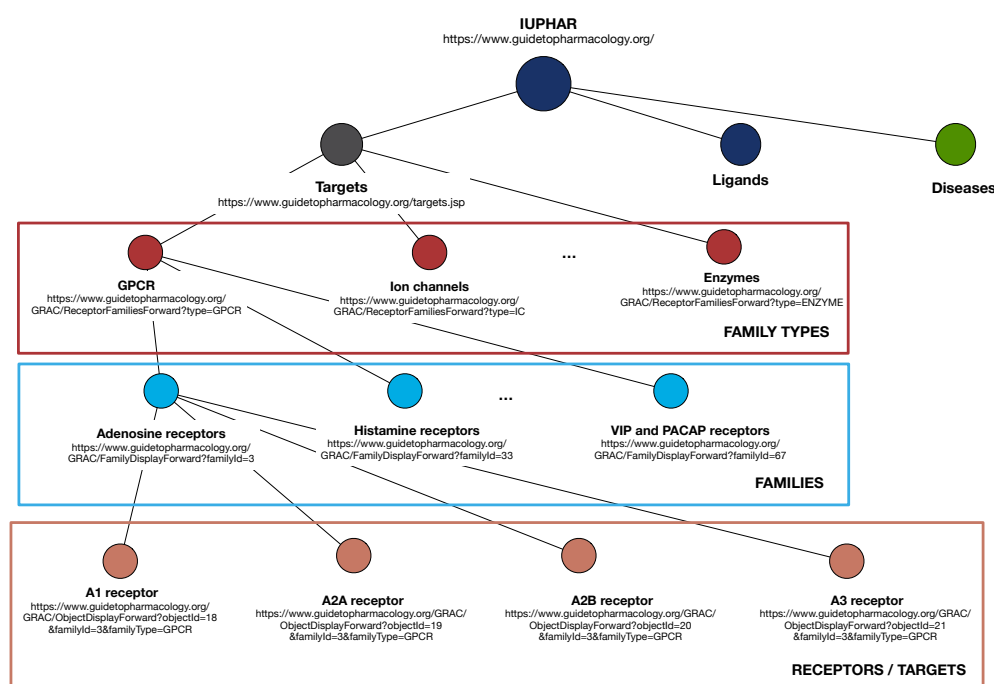 IUPHAR
https://www.guidetopharmacology.org/
Targets
https://www.guidetopharmacology.org/targets.jsp
Ligands
Diseases
GPCR
https://www.guidetopharmacology.org/
GRAC/ReceptorFamiliesForward?type=GPCR
Ion channels
https://www.guidetopharmacology.org/
GRAC/ReceptorFamiliesForward?type=IC
...
Enzymes
https://www.guidetopharmacology.org/
GRAC/ReceptorFamiliesForward?type=ENZYME
FAMILY TYPES
Adenosine receptors
https://www.guidetopharmacology.org/
GRAC/FamilyDisplayForward?familyId=3
Histamine receptors
https://www.guidetopharmacology.org/
GRAC/FamilyDisplayForward?familyId=33
...
VIP and PACAP receptors
https://www.guidetopharmacology.org/
GRAC/FamilyDisplayForward?familyId=67
FAMILIES
A1 receptor
https://www.guidetopharmacology.org/
GRAC/ObjectDisplayForward?objectId=18
&familyId=3&familyType=GPCR
A2A receptor
https://www.guidetopharmacology.org/GRAC/
ObjectDisplayForward?objectId=19
&familyId=3&familyType=GPCR
A2B receptor
https://www.guidetopharmacology.org/GRAC/
ObjectDisplayForward?objectId=20
&familyId=3&familyType=GPCR
A3 receptor
https://www.guidetopharmacology.org/GRAC/
ObjectDisplayForward?objectId=21
&familyId=3&familyType=GPCR
RECEPTORS / TARGETS